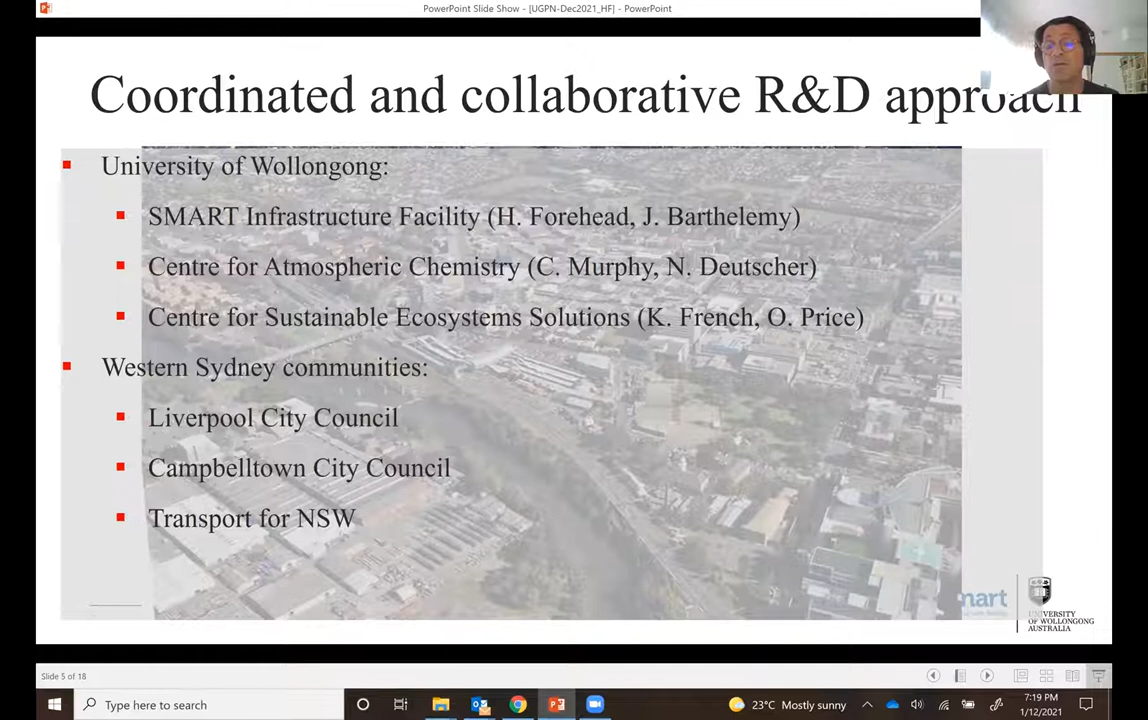 PowerPoint Slide Show - [UGPN-Dec2021_HF] - PowerPoint
Coordinated and collaborative R&D approach
University of Wollongong:
SMART Infrastructure Facility (H. Forehead, J. Barthelemy)
Centre for Atmospheric Chemistry (C. Murphy, N. Deutscher)
Centre for Sustainable Ecosystems Solutions (K. French, O. Price)
Western Sydney communities:
Liverpool City Council
Campbelltown City Council
Transport for NSW
mart
UNIVERSITY
OF WOLLONGONG
AUSTRALIA
Slide 5 of 18
Type here to search
23°C Mostly sunny
7:19 PM
1/12/2021